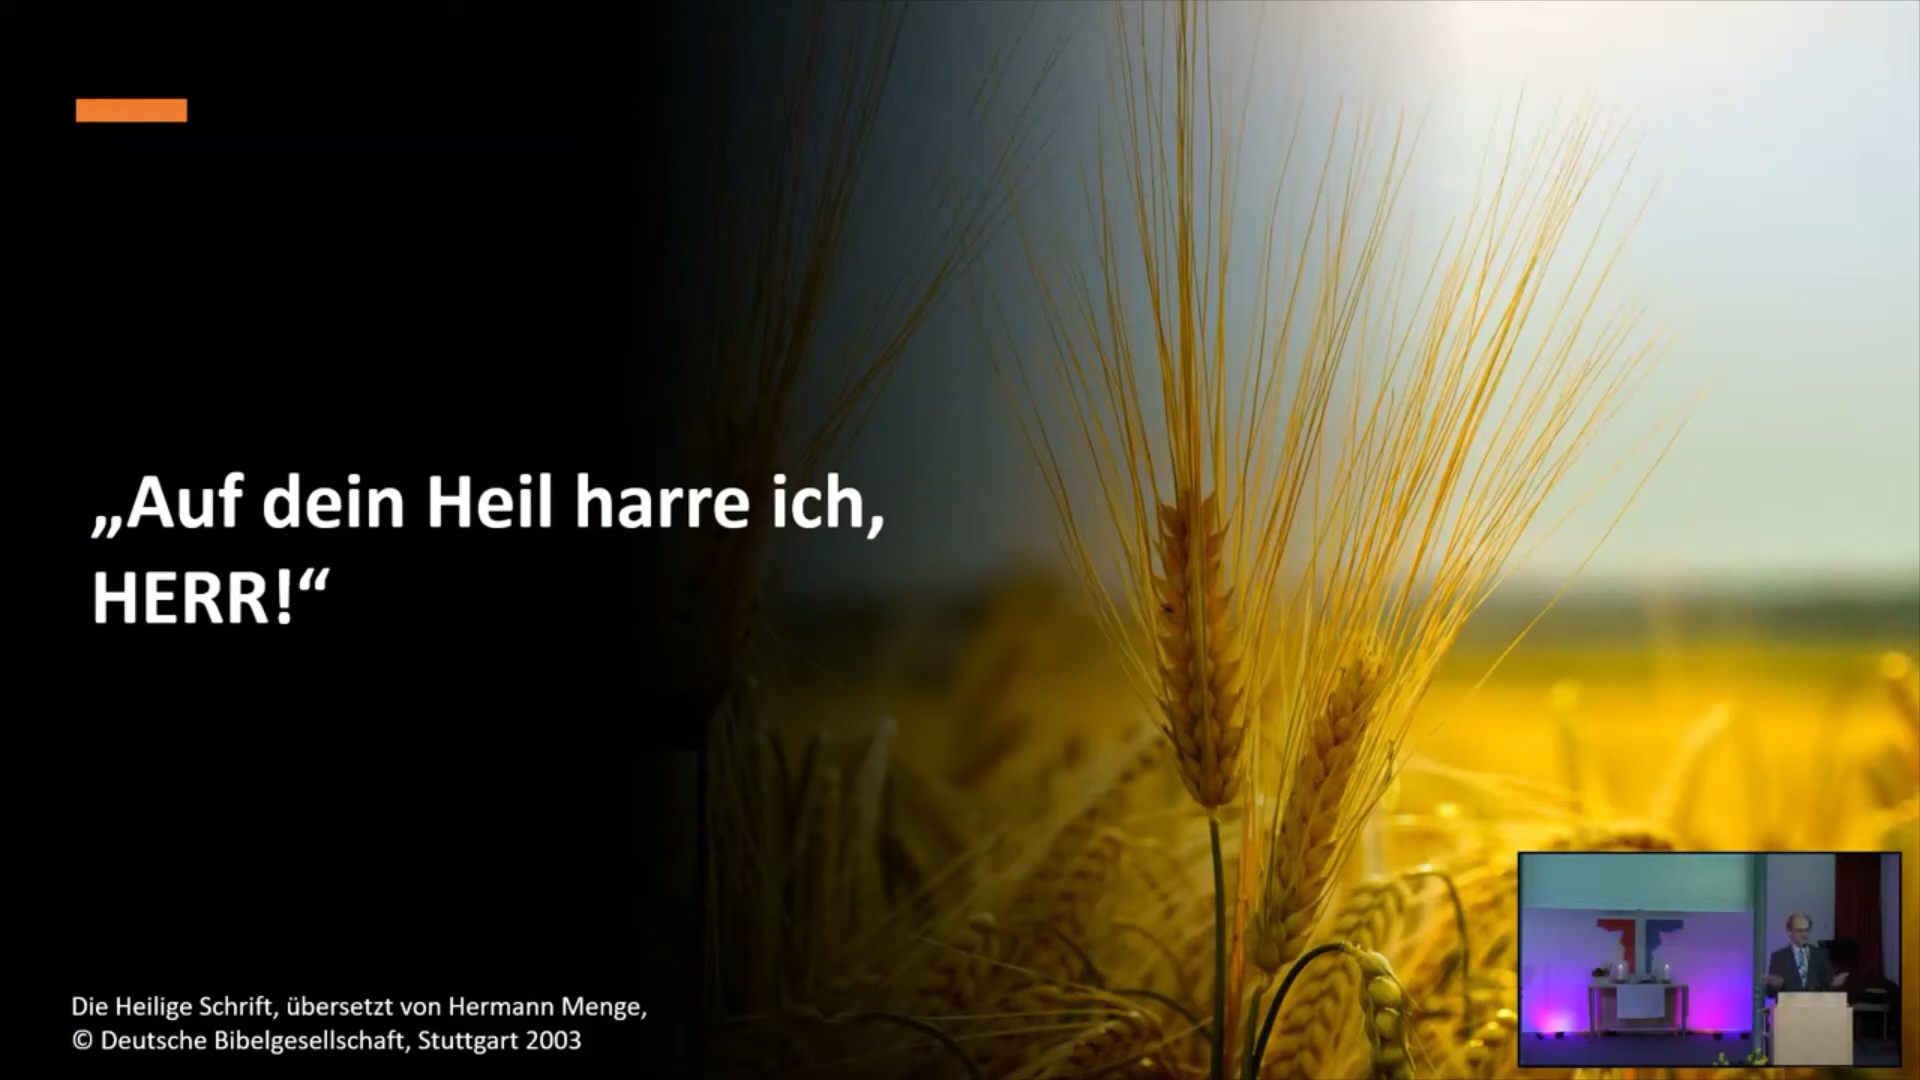 „Auf dein Heil harre ich,
HERR!“
Die Heilige Schrift, übersetzt von Hermann Menge,
© Deutsche Bibelgesellschaft, Stuttgart 2003